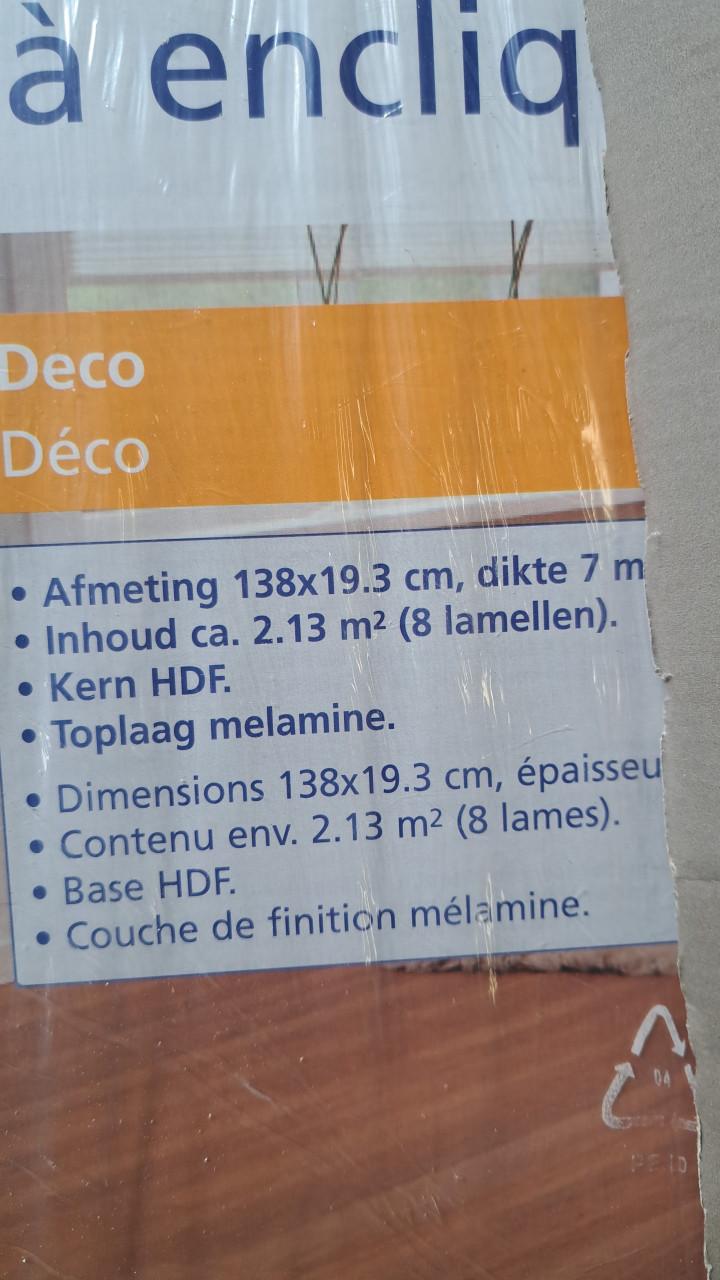 à encliq
Deco
Déco
• Afmeting 138x19.3 cm, dikte 7 m
• Inhoud ca. 2.13 m² (8 lamellen).
• Kern HDF.
• Toplaag melamine.
• Dimensions 138x19.3 cm, épaisseu
• Contenu env. 2.13 m² (8 lames).
• Base HDF.
• Couche de finition mélamine.
04